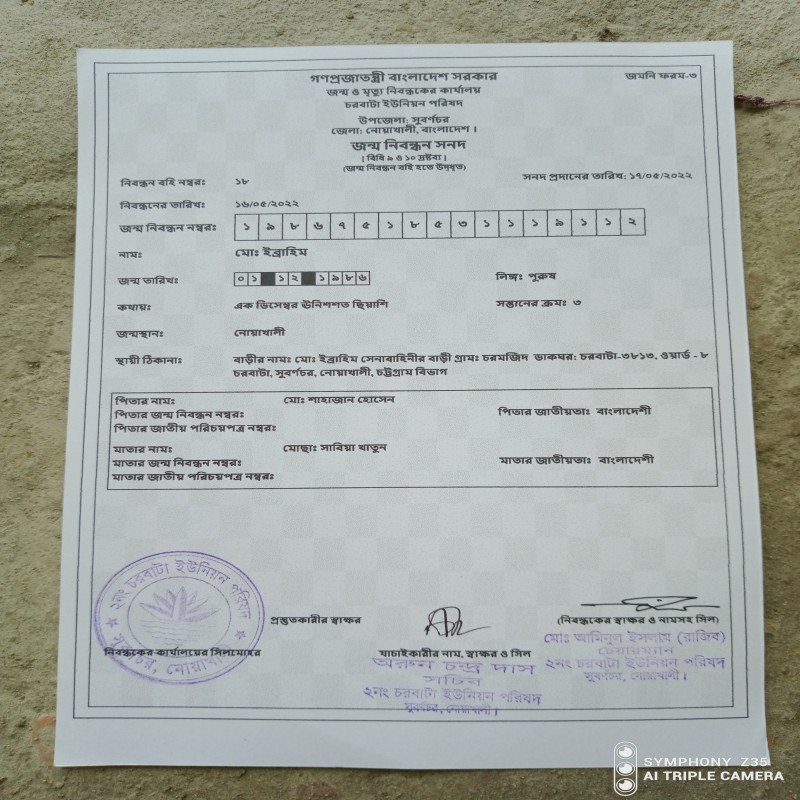 গণপ্রজাতন্ত্রী বাংলাদেশ সরকার
জমনি ফরম-৩
জন্ম ও মৃত্যু নিবন্ধকের কার্যালয়
চরবাটা ইউনিয়ন পরিষদ
উপজেলা: সুবর্ণচর
জেলা: নোয়াখালী, বাংলাদেশ।
জন্ম নিবন্ধন সনদ
[ বিধি ৯ ও ১০ দ্রষ্টব্য ]
(জন্ম নিবন্ধন বহি হতে উদ্ধৃত)
নিবন্ধন বহি নম্বরঃ ১৮ সনদ প্রদানের তারিখ: ১৭/০৫/২০২২
নিবন্ধনের তারিখ: ১৬/০৫/২০২২
জন্ম নিবন্ধন নম্বরঃ ১ ৯ ৮ ৬ ৭ ৫ ১ ৮ ৫ ৩ ১ ১ ১ ৯ ১ ১ ২
নামঃ মোঃ ইব্রাহিম
জন্ম তারিখঃ ০১ ১২ ১৯৮৬ লিঙ্গঃ পুরুষ
কথায়ঃ এক ডিসেম্বর ঊনিশশত ছিয়াশি সন্তানের ক্রমঃ ৩
জন্মস্থানঃ নোয়াখালী
স্থায়ী ঠিকানাঃ বাড়ীর নামঃ মোঃ ইব্রাহিম সেনাবাহিনীর বাড়ী গ্রামঃ চরমজিদ ডাকঘরঃ চরবাটা-৩৮১৩, ওয়ার্ড - ৮
চরবাটা, সুবর্ণচর, নোয়াখালী, চট্টগ্রাম বিভাগ
পিতার নামঃ মোঃ শাহাজান হোসেন
পিতার জন্ম নিবন্ধন নম্বরঃ পিতার জাতীয়তাঃ বাংলাদেশী
পিতার জাতীয় পরিচয়পত্র নম্বরঃ
মাতার নামঃ মোছাঃ সাবিয়া খাতুন
মাতার জন্ম নিবন্ধন নম্বরঃ মাতার জাতীয়তাঃ বাংলাদেশী
মাতার জাতীয় পরিচয়পত্র নম্বরঃ
২নং চরবাটা ইউনিয়ন পরিষদ
সুবর্ণচর, নোয়াখালী
নিবন্ধকের কার্যালয়ের সিলমোহর
প্রস্তুতকারীর স্বাক্ষর
যাচাইকারীর নাম, স্বাক্ষর ও সিল
অরুন চন্দ্র দাস
সচিব
২নং চরবাটা ইউনিয়ন পরিষদ
সুবর্ণচর, নোয়াখালী।
(নিবন্ধকের স্বাক্ষর ও নামসহ সিল)
মোঃ আমিনুল ইসলাম (রাজিব)
চেয়ারম্যান
২নং চরবাটা ইউনিয়ন পরিষদ
সুবর্ণচর, নোয়াখালী।
SYMPHONY Z35
AI TRIPLE CAMERA